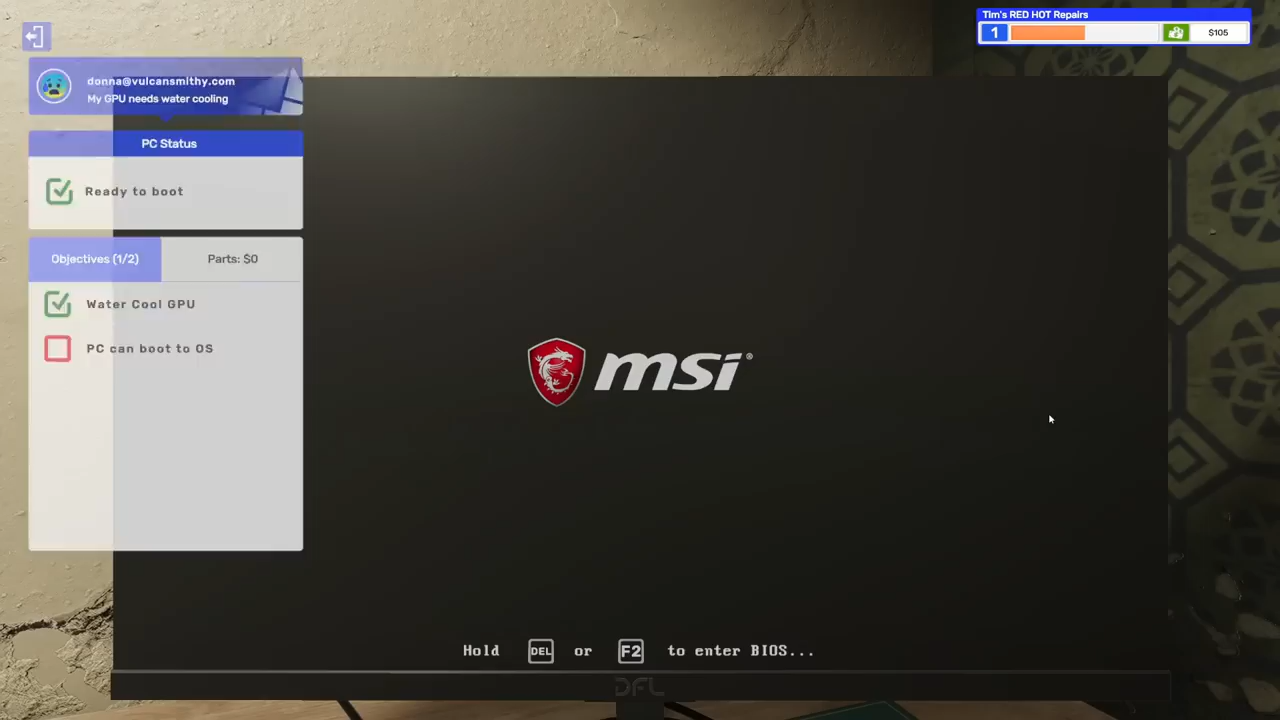 Tim's RED HOT Repairs
1
$105
donna@vulcansmithy.com
My GPU needs water cooling
PC Status
Ready to boot
Objectives (1/2)
Parts: $0
Water Cool GPU
PC can boot to OS
msi
Hold DEL or F2 to enter BIOS...
DFL